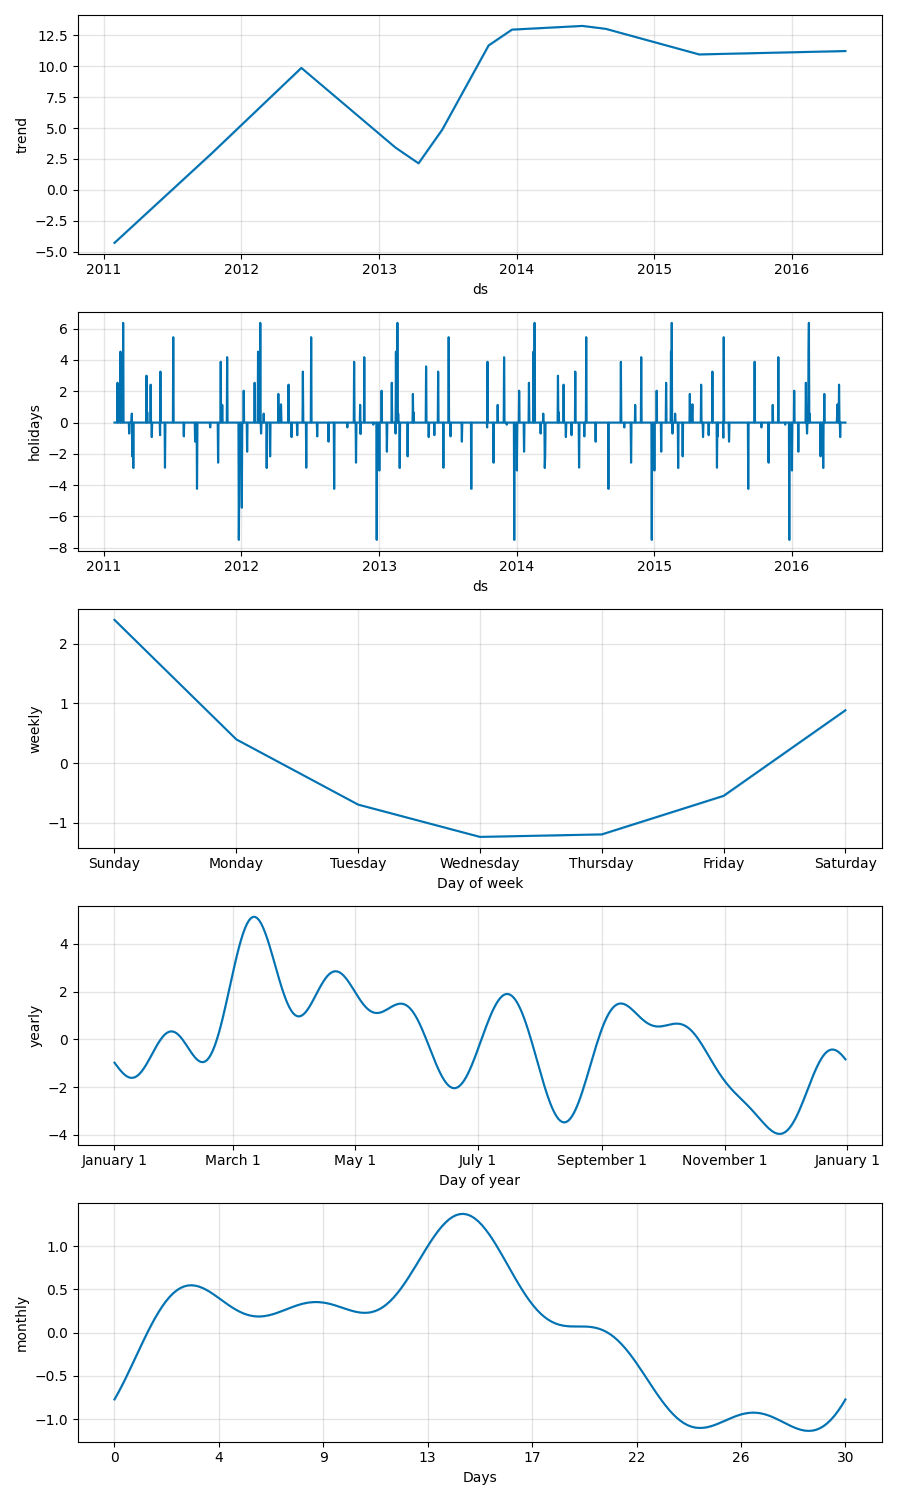 12.5
10.0
7.5
5.0
2.5
0.0
−2.5
−5.0
trend
2011 2012 2013 2014 2015 2016
ds
6
4
2
0
−2
−4
−6
−8
holidays
2011 2012 2013 2014 2015 2016
ds
2
1
0
−1
weekly
Sunday Monday Tuesday Wednesday Thursday Friday Saturday
Day of week
4
2
0
−2
−4
yearly
January 1 March 1 May 1 July 1 September 1 November 1 January 1
Day of year
1.0
0.5
0.0
−0.5
−1.0
monthly
0 4 9 13 17 22 26 30
Days